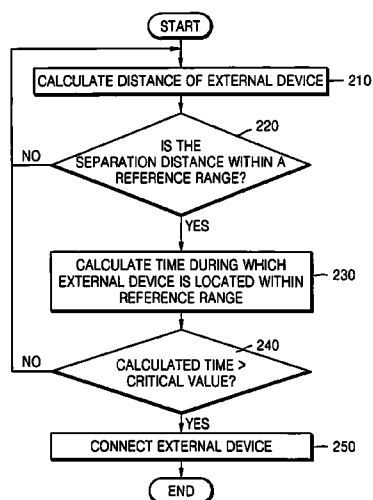 START
CALCULATE DISTANCE OF EXTERNAL DEVICE
210
220
IS THE
SEPARATION DISTANCE WITHIN A
REFERENCE RANGE?
NO
YES
CALCULATE TIME DURING WHICH
EXTERNAL DEVICE IS LOCATED WITHIN
REFERENCE RANGE
230
240
CALCULATED TIME >
CRITICAL VALUE?
NO
YES
CONNECT EXTERNAL DEVICE
250
END